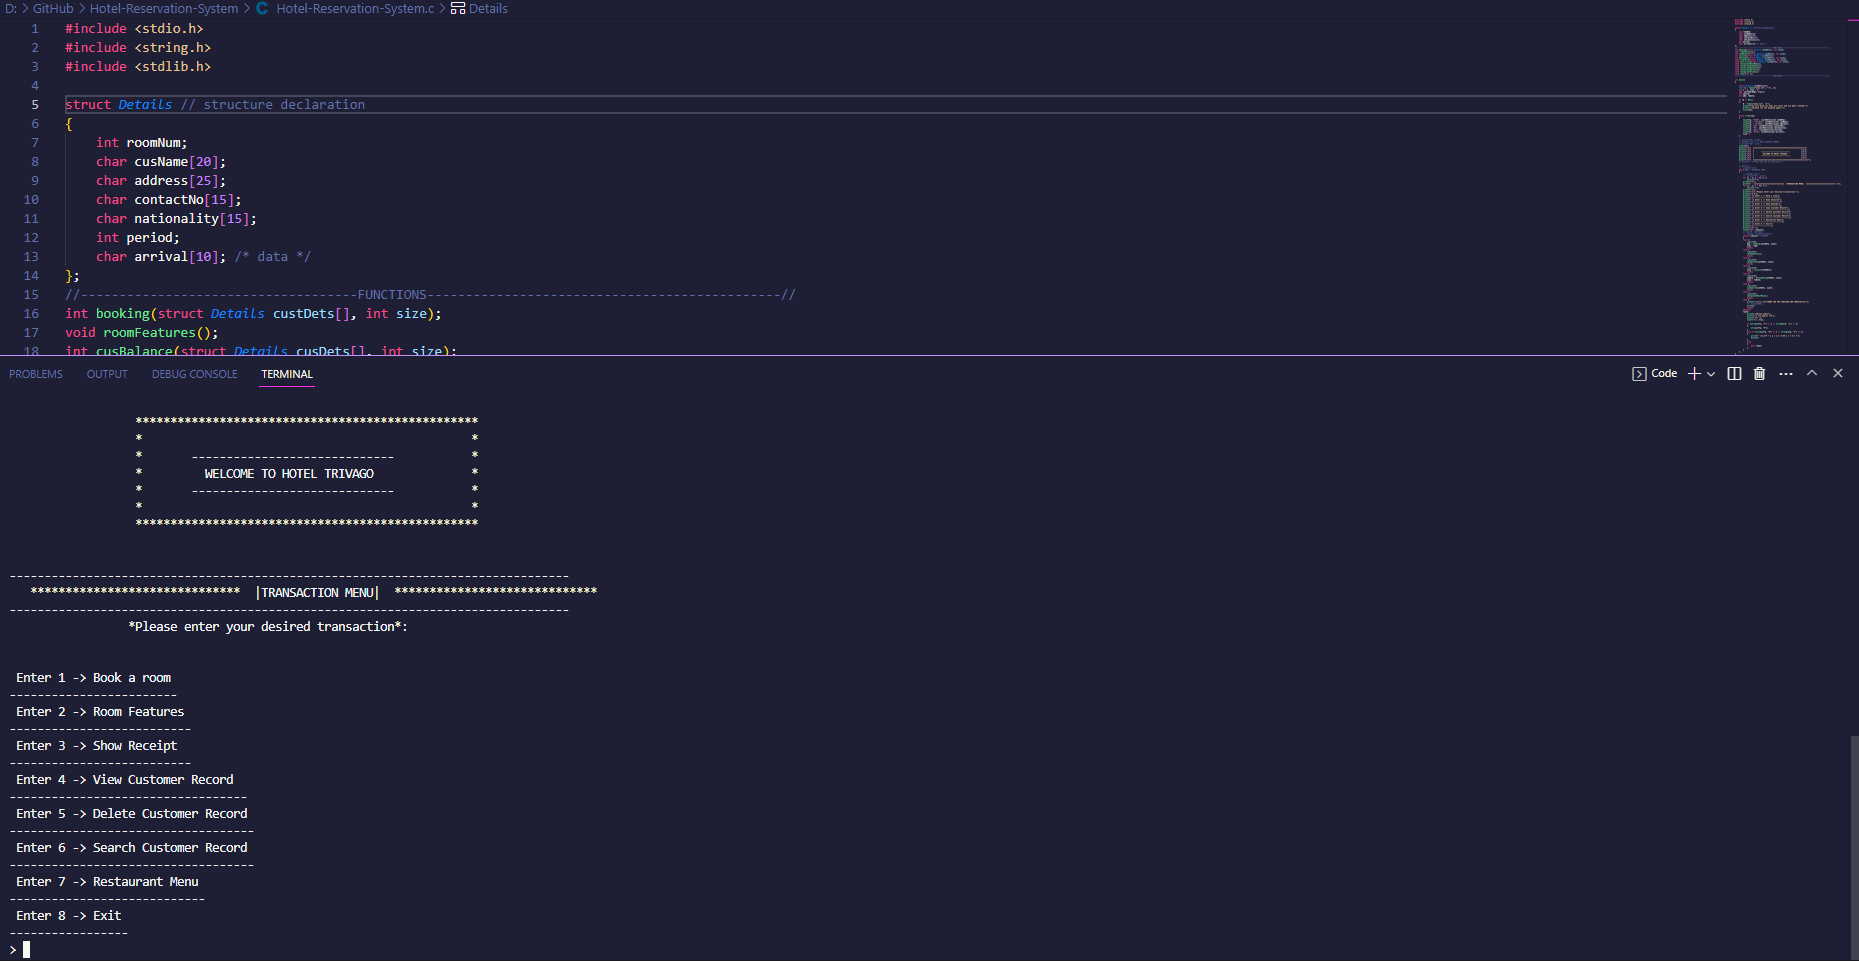 D: > GitHub > Hotel-Reservation-System > C Hotel-Reservation-System.c > Details
1 #include <stdio.h>
2 #include <string.h>
3 #include <stdlib.h>
4
5 struct Details // structure declaration
6 {
7 int roomNum;
8 char cusName[20];
9 char address[25];
10 char contactNo[15];
11 char nationality[15];
12 int period;
13 char arrival[10]; /* data */
14 };
15 //------------------------------------FUNCTIONS----------------------------------------------//
16 int booking(struct Details custDets[], int size);
17 void roomFeatures();
18 int cusBalance(struct Details cusDets[], int size);
PROBLEMS OUTPUT DEBUG CONSOLE TERMINAL Code
*************************************************
* *
* ----------------------------- *
* WELCOME TO HOTEL TRIVAGO *
* ----------------------------- *
* *
*************************************************
--------------------------------------------------------------------------------
****************************** |TRANSACTION MENU| *****************************
--------------------------------------------------------------------------------
*Please enter your desired transaction*:
Enter 1 -> Book a room
------------------------
Enter 2 -> Room Features
--------------------------
Enter 3 -> Show Receipt
--------------------------
Enter 4 -> View Customer Record
----------------------------------
Enter 5 -> Delete Customer Record
-----------------------------------
Enter 6 -> Search Customer Record
-----------------------------------
Enter 7 -> Restaurant Menu
----------------------------
Enter 8 -> Exit
-----------------
>